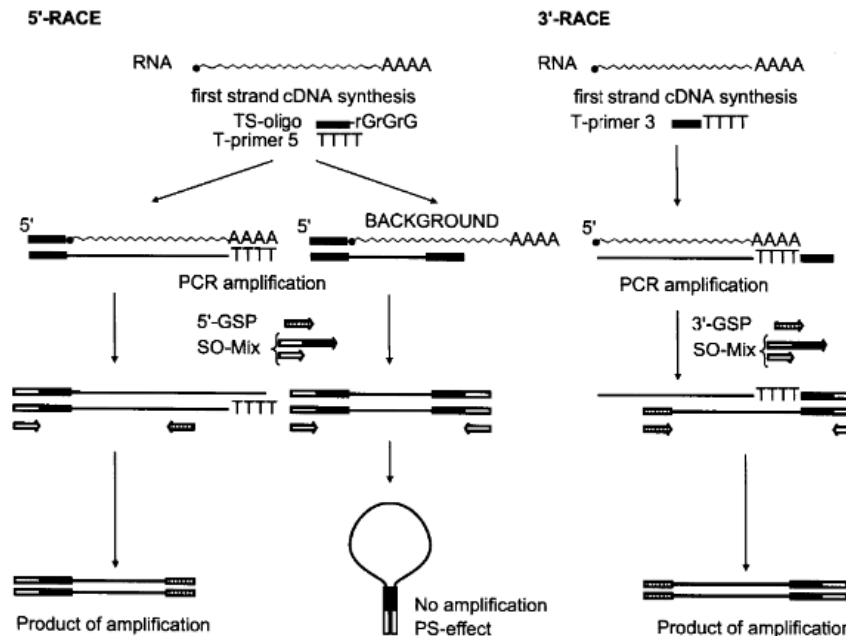 5'-RACE
RNA
AAAA
first strand cDNA synthesis
TS-oligo
-rGrGrG
T-primer 5
TTTT
5'
AAAA
TTTT
5'
BACKGROUND
AAAA
PCR amplification
5'-GSP
SO-Mix
TTTT
Product of amplification
No amplification
PS-effect
3'-RACE
RNA
AAAA
first strand cDNA synthesis
T-primer 3
TTTT
5'
AAAA
TTTT
PCR amplification
3'-GSP
SO-Mix
TTTT
Product of amplification